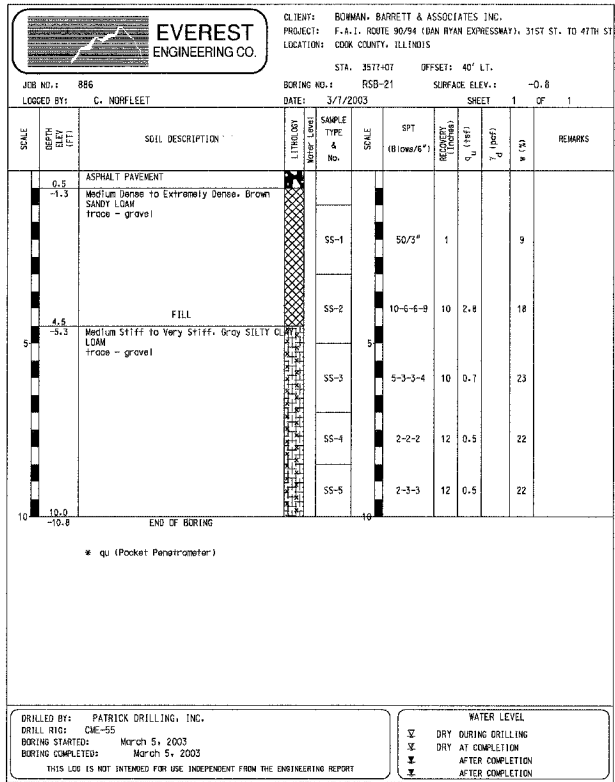 EVEREST
ENGINEERING CO.
CLIENT: BOWMAN, BARRETT & ASSOCIATES INC.
PROJECT: F.A.I. ROUTE 90/94 (DAN RYAN EXPRESSWAY), 31ST ST. TO 47TH ST
LOCATION: COOK COUNTY, ILLINOIS
STA. 3577+07 OFFSET: 40' LT.
JOB NO.: 886 BORING NO.: RSB-21 SURFACE ELEV.: -0.8
LOGGED BY: C. NORFLEET DATE: 3/7/2003 SHEET 1 OF 1
SCALE
DEPTH ELEV (FT)
SOIL DESCRIPTION
LITHOLOGY
Water Level
SAMPLE TYPE & No.
SCALE
SPT (Blows/6")
RECOVERY (Inches)
qu (tsf)
γd (pcf)
w (%)
REMARKS
ASPHALT PAVEMENT
0.5
-1.3 Medium Dense to Extremely Dense, Brown
SANDY LOAM
trace - gravel
SS-1 50/3" 1 9
FILL SS-2 10-6-6-9 10 2.8 18
4.5
-5.3 Medium Stiff to Very Stiff, Gray SILTY CLAY
5 LOAM 5
trace - gravel
SS-3 5-3-3-4 10 0.7 23
SS-4 2-2-2 12 0.5 22
SS-5 2-3-3 12 0.5 22
10 10.0 10
-10.8 END OF BORING
* qu (Pocket Penetrometer)
DRILLED BY: PATRICK DRILLING, INC.
DRILL RIG: CME-55
BORING STARTED: March 5, 2003
BORING COMPLETED: March 5, 2003
THIS LOG IS NOT INTENDED FOR USE INDEPENDENT FROM THE ENGINEERING REPORT
WATER LEVEL
DRY DURING DRILLING
DRY AT COMPLETION
AFTER COMPLETION
AFTER COMPLETION